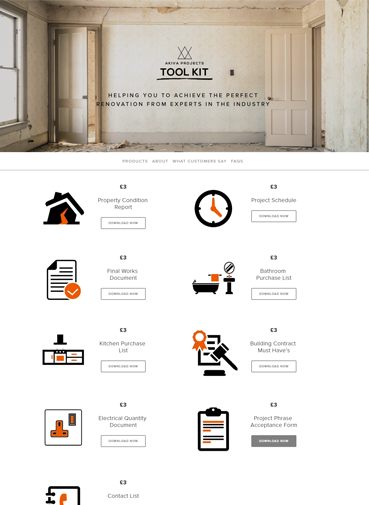 AKIVA PROJECTS
TOOL KIT
HELPING YOU TO ACHIEVE THE PERFECT
RENOVATION FROM EXPERTS IN THE INDUSTRY
PRODUCTS ABOUT WHAT CUSTOMERS SAY FAQS
£3
Property Condition
Report
DOWNLOAD NOW
£3
Project Schedule
DOWNLOAD NOW
£3
Final Works
Document
DOWNLOAD NOW
£3
Bathroom
Purchase List
DOWNLOAD NOW
£3
Kitchen Purchase
List
DOWNLOAD NOW
£3
Building Contract
Must Have's
DOWNLOAD NOW
£3
Electrical Quantity
Document
DOWNLOAD NOW
£3
Project Phrase
Acceptance Form
DOWNLOAD NOW
£3
Contact List